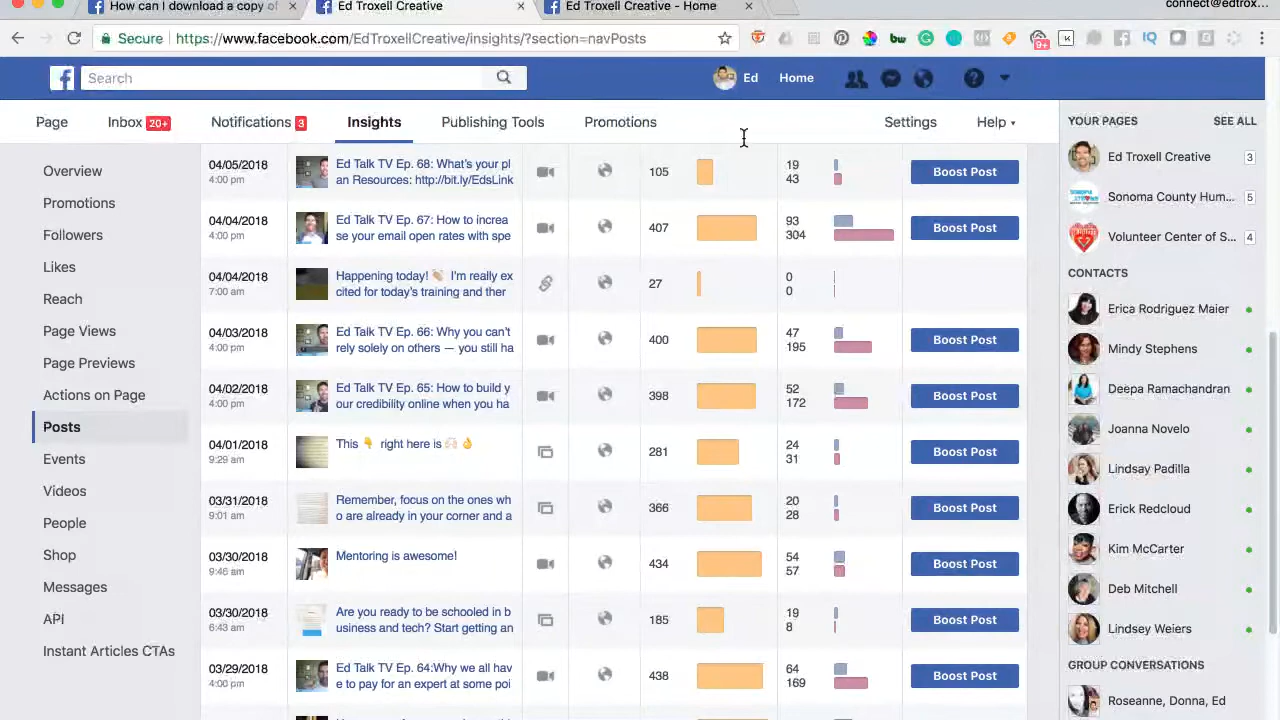 How can I download a copy of
Ed Troxell Creative
Ed Troxell Creative - Home
connect@edtrox...
Secure
https://www.facebook.com/EdTroxellCreative/insights/?section=navPosts
bw
9+
K
IQ
Search
Ed
Home
Page
Inbox 20+
Notifications 3
Insights
Publishing Tools
Promotions
Settings
Help
YOUR PAGES
SEE ALL
Ed Troxell Creative 3
Sonoma County Hum... 5
Volunteer Center of S... 4
CONTACTS
Erica Rodriguez Maier
Mindy Stephens
Deepa Ramachandran
Joanna Novelo
Lindsay Padilla
Erick Redcloud
Kim McCarter
Deb Mitchell
Lindsey Weiers
GROUP CONVERSATIONS
Roseanne, Donna, Ed
Overview
Promotions
Followers
Likes
Reach
Page Views
Page Previews
Actions on Page
Posts
Events
Videos
People
Shop
Messages
API
Instant Articles CTAs
04/05/2018
4:00 pm
Ed Talk TV Ep. 68: What's your pl
an Resources: http://bit.ly/EdsLink
105
19
43
Boost Post
04/04/2018
4:00 pm
Ed Talk TV Ep. 67: How to increa
se your email open rates with spe
407
93
304
Boost Post
04/04/2018
7:00 am
Happening today! 👏🏼 I'm really ex
cited for today's training and ther
27
0
0
Boost Post
04/03/2018
4:00 pm
Ed Talk TV Ep. 66: Why you can't
rely solely on others — you still ha
400
47
195
Boost Post
04/02/2018
4:00 pm
Ed Talk TV Ep. 65: How to build y
our credibility online when you ha
398
52
172
Boost Post
04/01/2018
9:29 am
This 👇 right here is 🙌🏻 👌
281
24
31
Boost Post
03/31/2018
9:01 am
Remember, focus on the ones wh
o are already in your corner and a
366
20
28
Boost Post
03/30/2018
9:46 am
Mentoring is awesome!
434
54
57
Boost Post
03/30/2018
6:43 am
Are you ready to be schooled in b
usiness and tech? Start getting an
185
19
8
Boost Post
03/29/2018
4:00 pm
Ed Talk TV Ep. 64:Why we all hav
e to pay for an expert at some poi
438
64
169
Boost Post